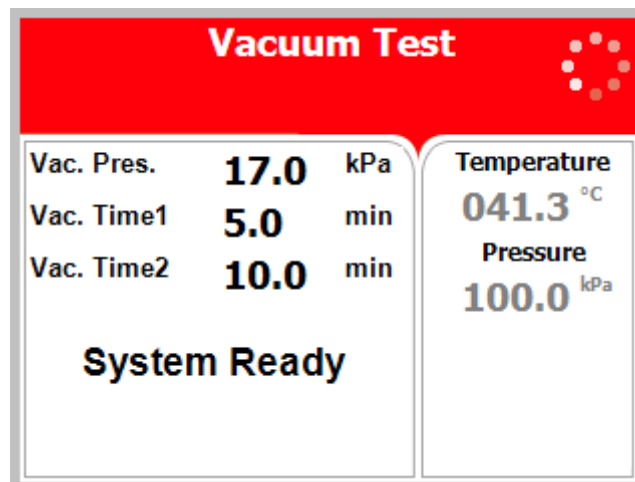 Vacuum Test
Vac. Pres. 17.0 kPa
Vac. Time1 5.0 min
Vac. Time2 10.0 min
System Ready
Temperature
041.3 °C
Pressure
100.0 kPa